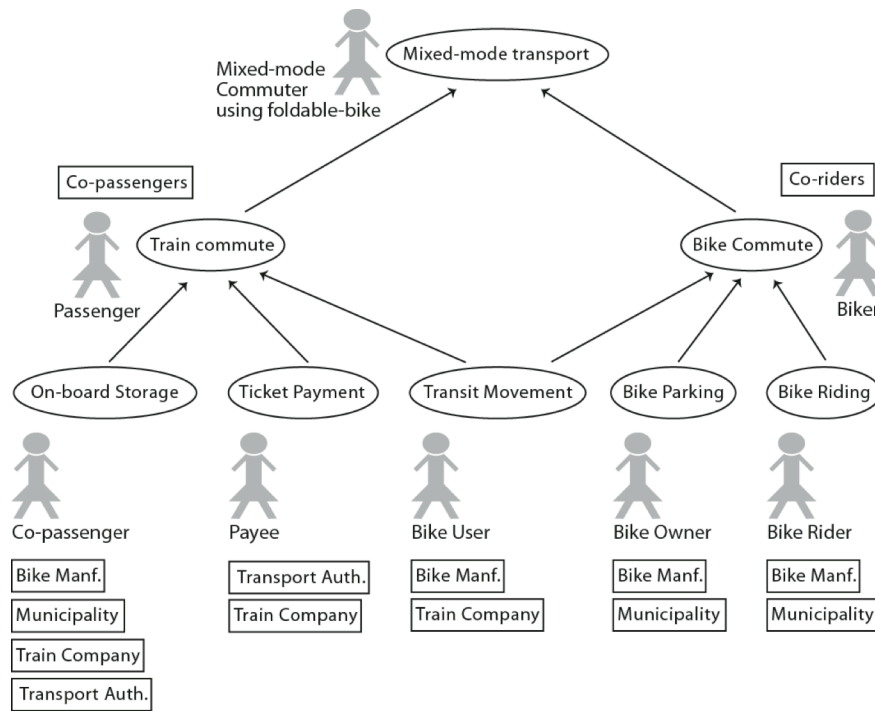 Mixed-mode transport
Mixed-mode
Commuter
using foldable-bike
Co-passengers
Co-riders
Train commute
Bike Commute
Passenger
Biker
On-board Storage
Ticket Payment
Transit Movement
Bike Parking
Bike Riding
Co-passenger
Payee
Bike User
Bike Owner
Bike Rider
Bike Manf.
Transport Auth.
Bike Manf.
Bike Manf.
Bike Manf.
Municipality
Train Company
Train Company
Municipality
Municipality
Train Company
Transport Auth.